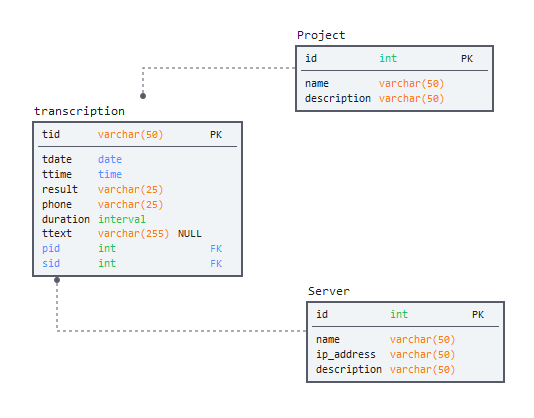 Project
id int PK
name varchar(50)
description varchar(50)
transcription
tid varchar(50) PK
tdate date
ttime time
result varchar(25)
phone varchar(25)
duration interval
ttext varchar(255) NULL
pid int FK
sid int FK
Server
id int PK
name varchar(50)
ip_address varchar(50)
description varchar(50)